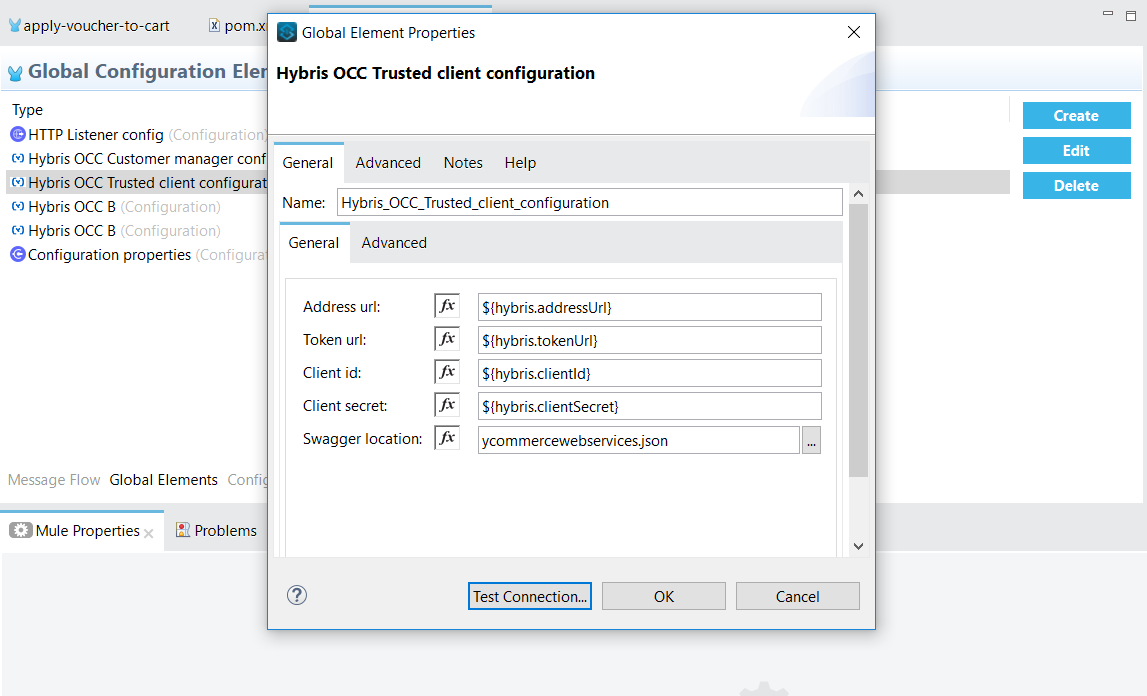 apply-voucher-to-cart
pom.x
Global Configuration Eler
Type
HTTP Listener config (Configuration)
Hybris OCC Customer manager conf
Hybris OCC Trusted client configurat
Hybris OCC B (Configuration)
Hybris OCC B (Configuration)
Configuration properties (Configura
Create
Edit
Delete
Message Flow Global Elements Config
Mule Properties
Problems
Global Element Properties
Hybris OCC Trusted client configuration
General Advanced Notes Help
Name: Hybris_OCC_Trusted_client_configuration
General Advanced
Address url: fx ${hybris.addressUrl}
Token url: fx ${hybris.tokenUrl}
Client id: fx ${hybris.clientId}
Client secret: fx ${hybris.clientSecret}
Swagger location: fx ycommercewebservices.json ...
? Test Connection... OK Cancel